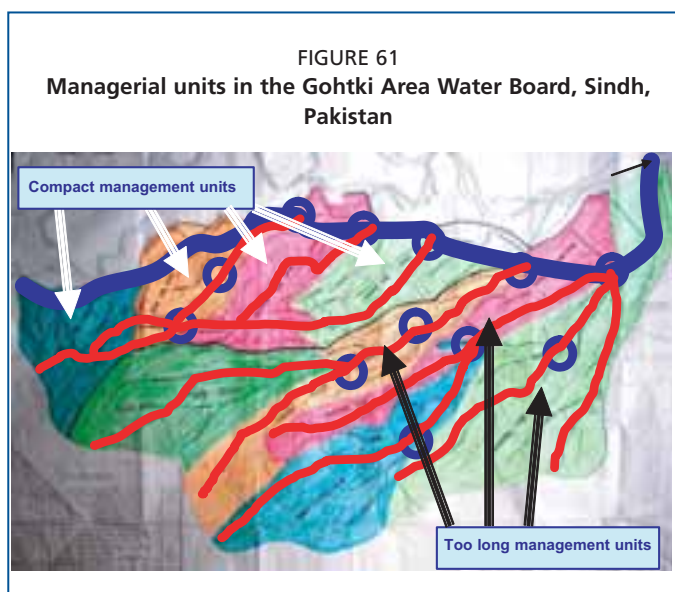 FIGURE 61
Managerial units in the Gohtki Area Water Board, Sindh,
Pakistan
Compact management units
Too long management units